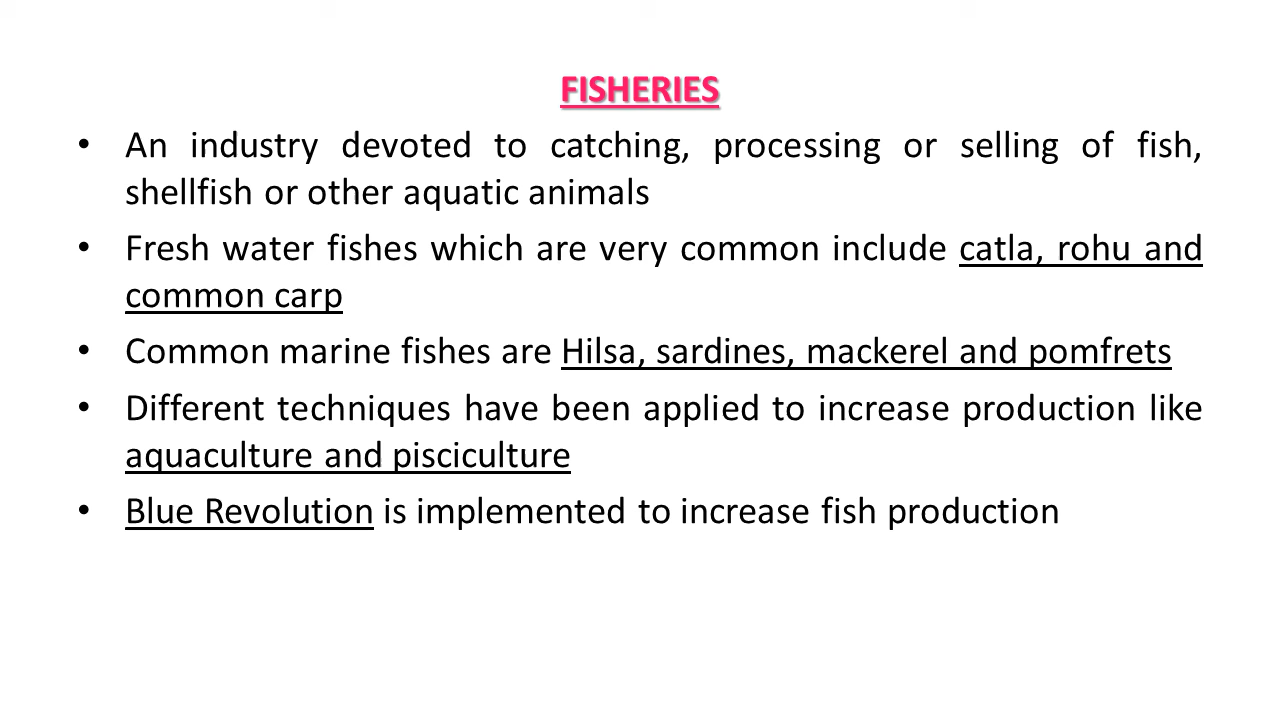 FISHERIES
• An industry devoted to catching, processing or selling of fish,
shellfish or other aquatic animals
• Fresh water fishes which are very common include catla, rohu and
common carp
• Common marine fishes are Hilsa, sardines, mackerel and pomfrets
• Different techniques have been applied to increase production like
aquaculture and pisciculture
• Blue Revolution is implemented to increase fish production